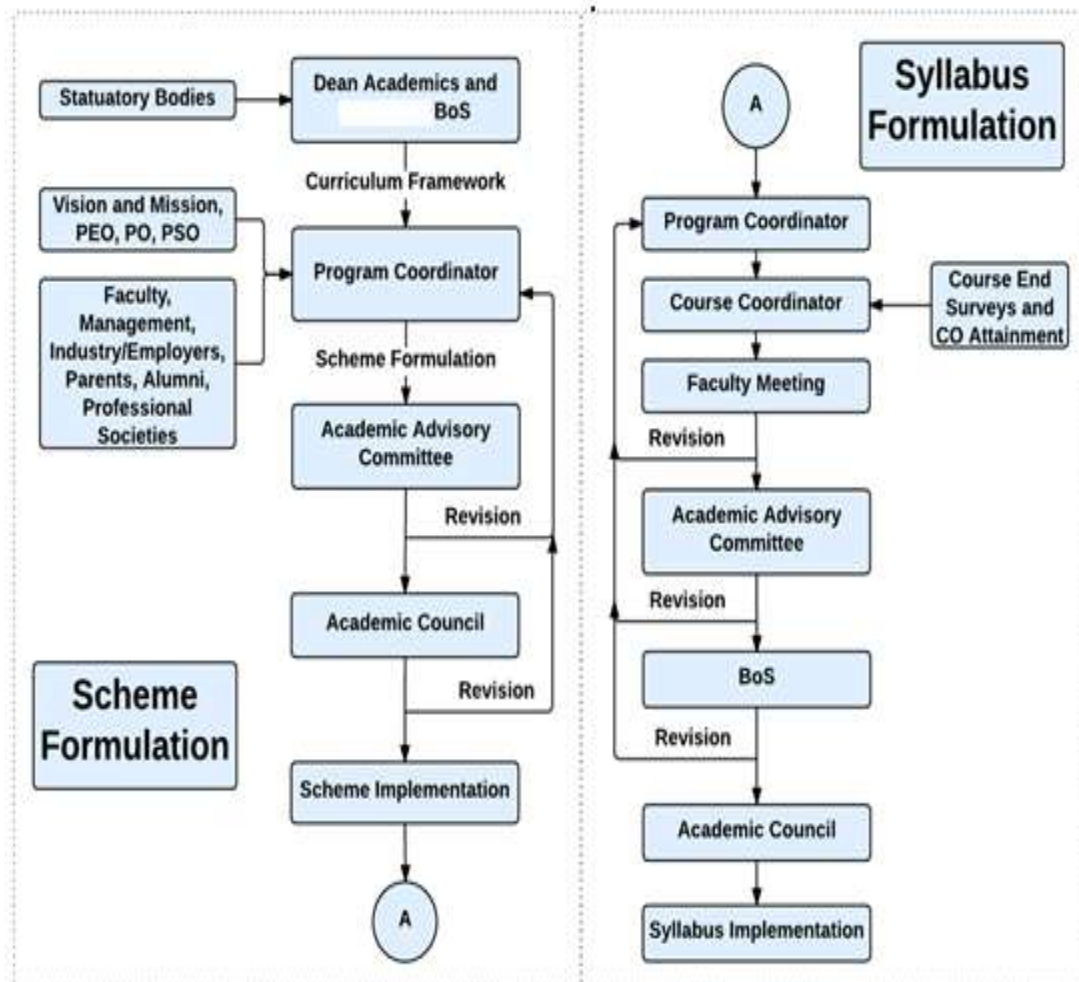 Statuatory Bodies
Dean Academics and
BoS
Curriculum Framework
Vision and Mission,
PEO, PO, PSO
Program Coordinator
Faculty,
Management,
Industry/Employers,
Parents, Alumni,
Professional
Societies
Scheme Formulation
Academic Advisory
Committee
Revision
Academic Council
Revision
Scheme
Formulation
Scheme Implementation
A
Syllabus
Formulation
A
Program Coordinator
Course Coordinator
Course End
Surveys and
CO Attainment
Faculty Meeting
Revision
Academic Advisory
Committee
Revision
BoS
Revision
Academic Council
Syllabus Implementation